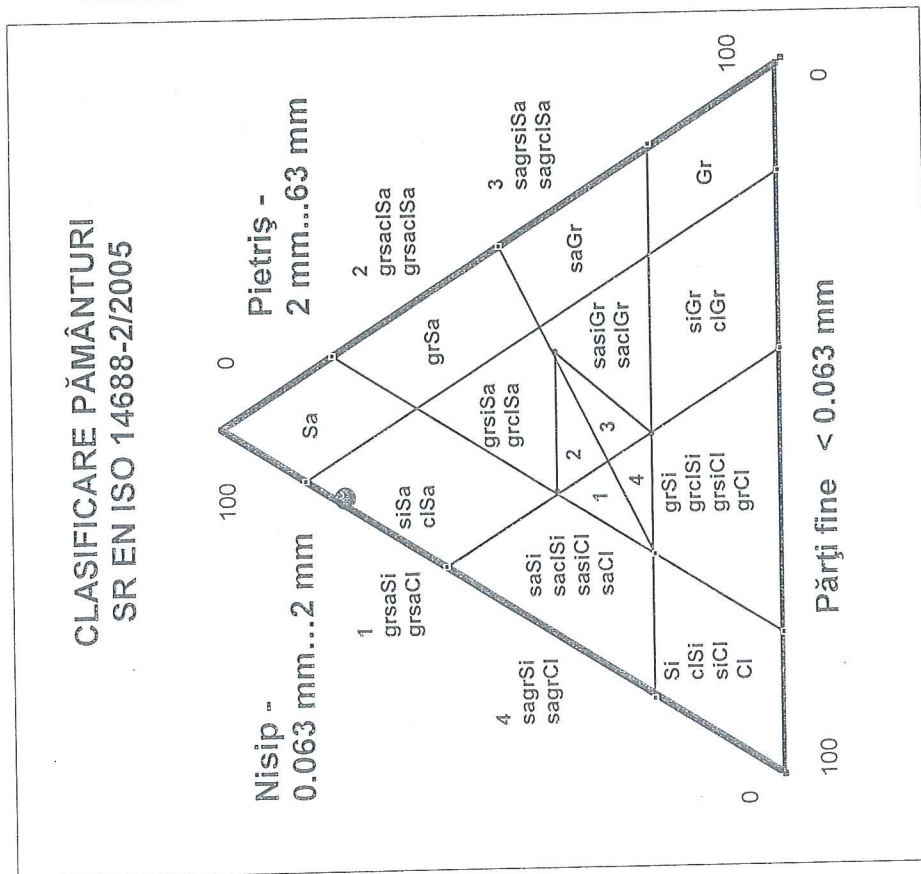 CLASIFICARE PĂMÂNTURI
SR EN ISO 14688-2/2005
Nisip -
0.063 mm...2 mm
Pietriş -
2 mm...63 mm
100
0
1
grsaSi
grsaCl
2
grsaclSa
grsaclSa
3
sagrsiSa
sagrclSa
4
sagrSi
sagrCl
Sa
siSa
clSa
grSa
grsiSa
grclSa
saSi
saclSi
sasiCl
saCl
1
2
3
4
sasiGr
saclGr
saGr
Si
clSi
siCl
Cl
grSi
grclSi
grsiCl
grCl
siGr
clGr
Gr
0
100
100
0
Părţi fine < 0.063 mm